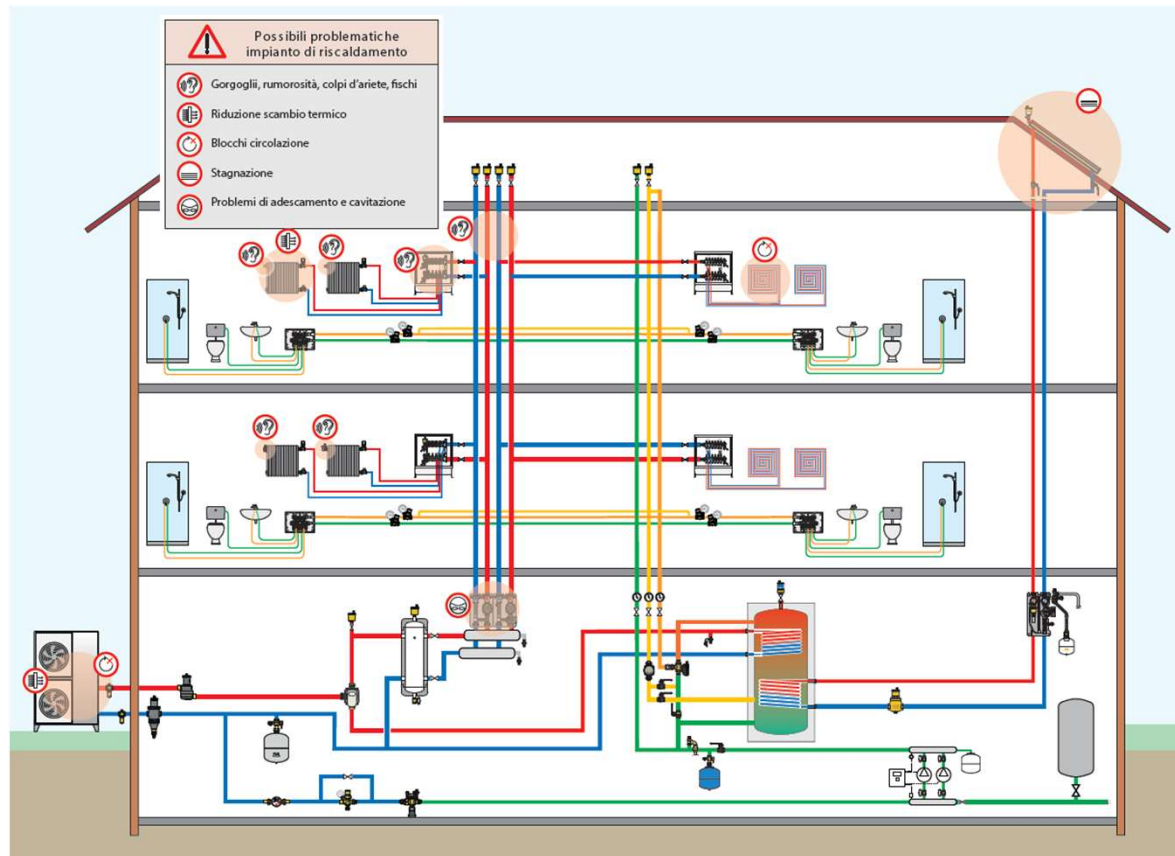 Possibili problematiche
impianto di riscaldamento
Gorgoglii, rumorosità, colpi d'ariete, fischi
Riduzione scambio termico
Blocchi circolazione
Stagnazione
Problemi di adescamento e cavitazione